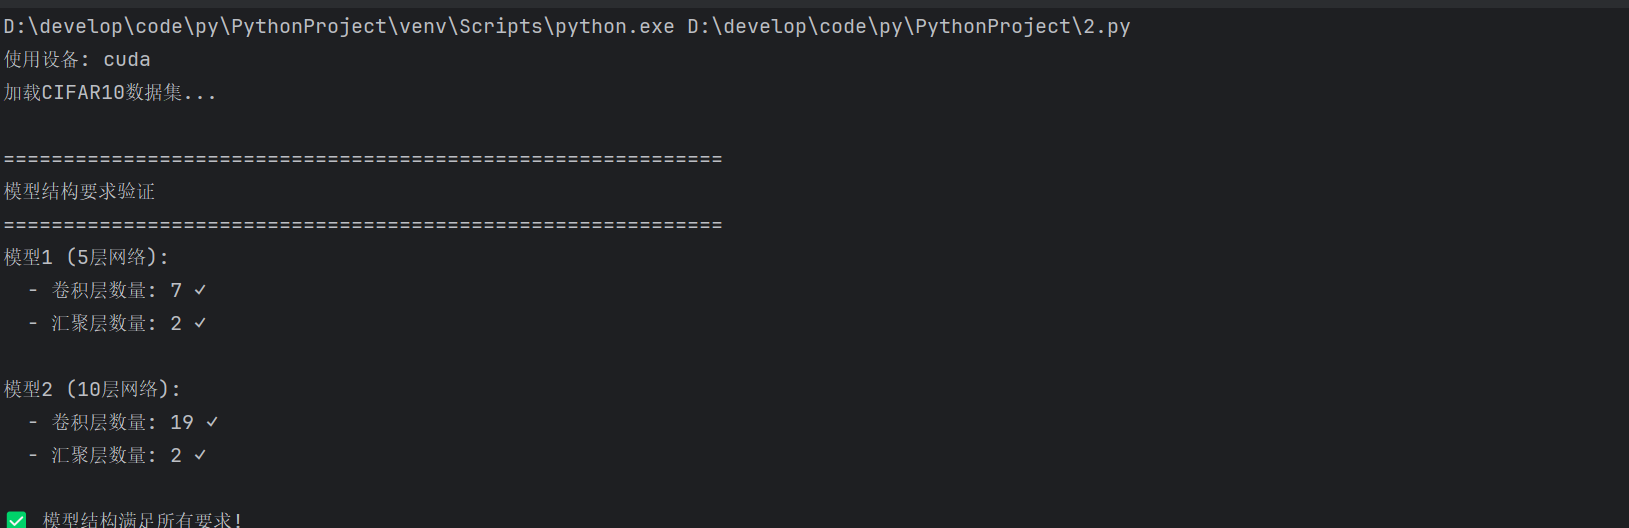 D:\develop\code\py\PythonProject\venv\Scripts\python.exe D:\develop\code\py\PythonProject\2.py
使用设备: cuda
加载CIFAR10数据集...
============================================================
模型结构要求验证
============================================================
模型1 (5层网络):
- 卷积层数量: 7 ✓
- 汇聚层数量: 2 ✓
模型2 (10层网络):
- 卷积层数量: 19 ✓
- 汇聚层数量: 2 ✓
✅ 模型结构满足所有要求!